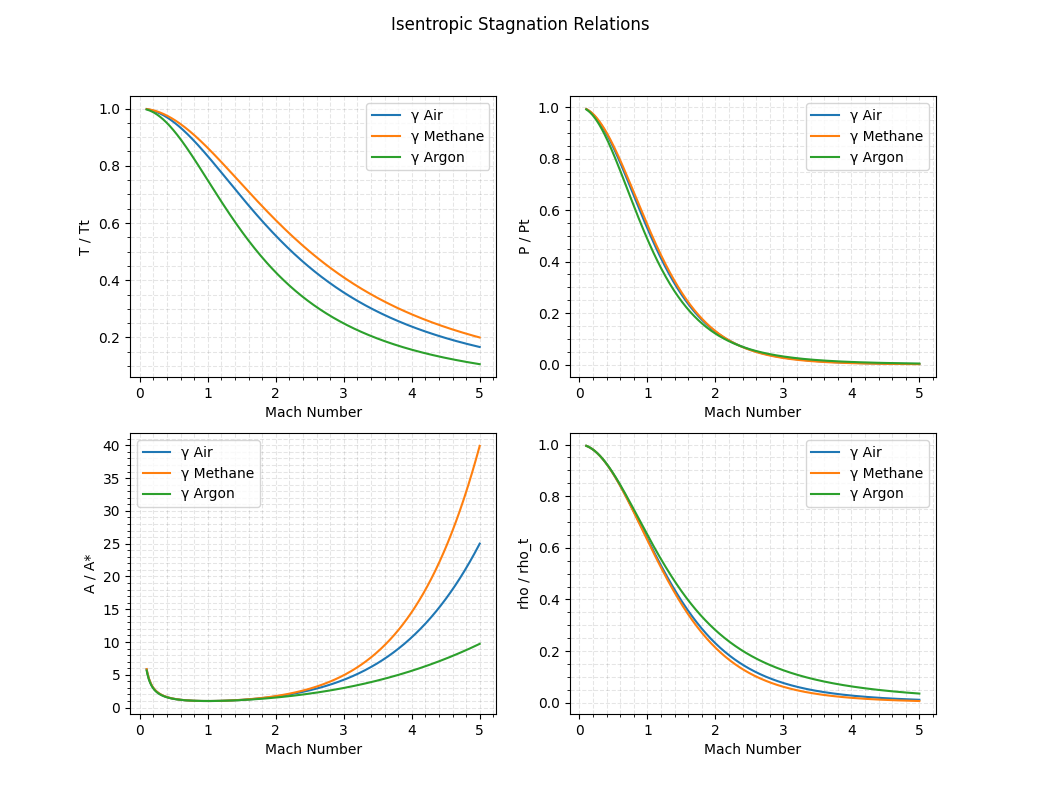 Isentropic Stagnation Relations
T / Tt
1.0
0.8
0.6
0.4
0.2
γ Air
γ Methane
γ Argon
0 1 2 3 4 5
Mach Number
P / Pt
1.0
0.8
0.6
0.4
0.2
0.0
γ Air
γ Methane
γ Argon
0 1 2 3 4 5
Mach Number
A / A*
40
35
30
25
20
15
10
5
0
γ Air
γ Methane
γ Argon
0 1 2 3 4 5
Mach Number
rho / rho_t
1.0
0.8
0.6
0.4
0.2
0.0
γ Air
γ Methane
γ Argon
0 1 2 3 4 5
Mach Number